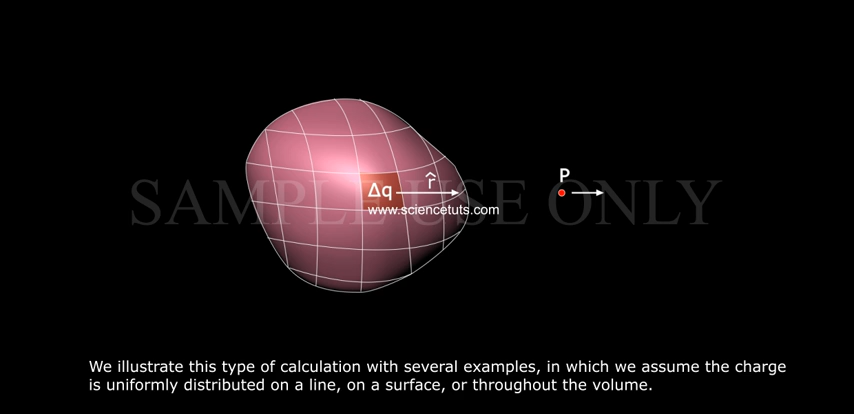 P
Δq r̂
SAMPLE USE ONLY
www.sciencetuts.com
We illustrate this type of calculation with several examples, in which we assume the charge
is uniformly distributed on a line, on a surface, or throughout the volume.